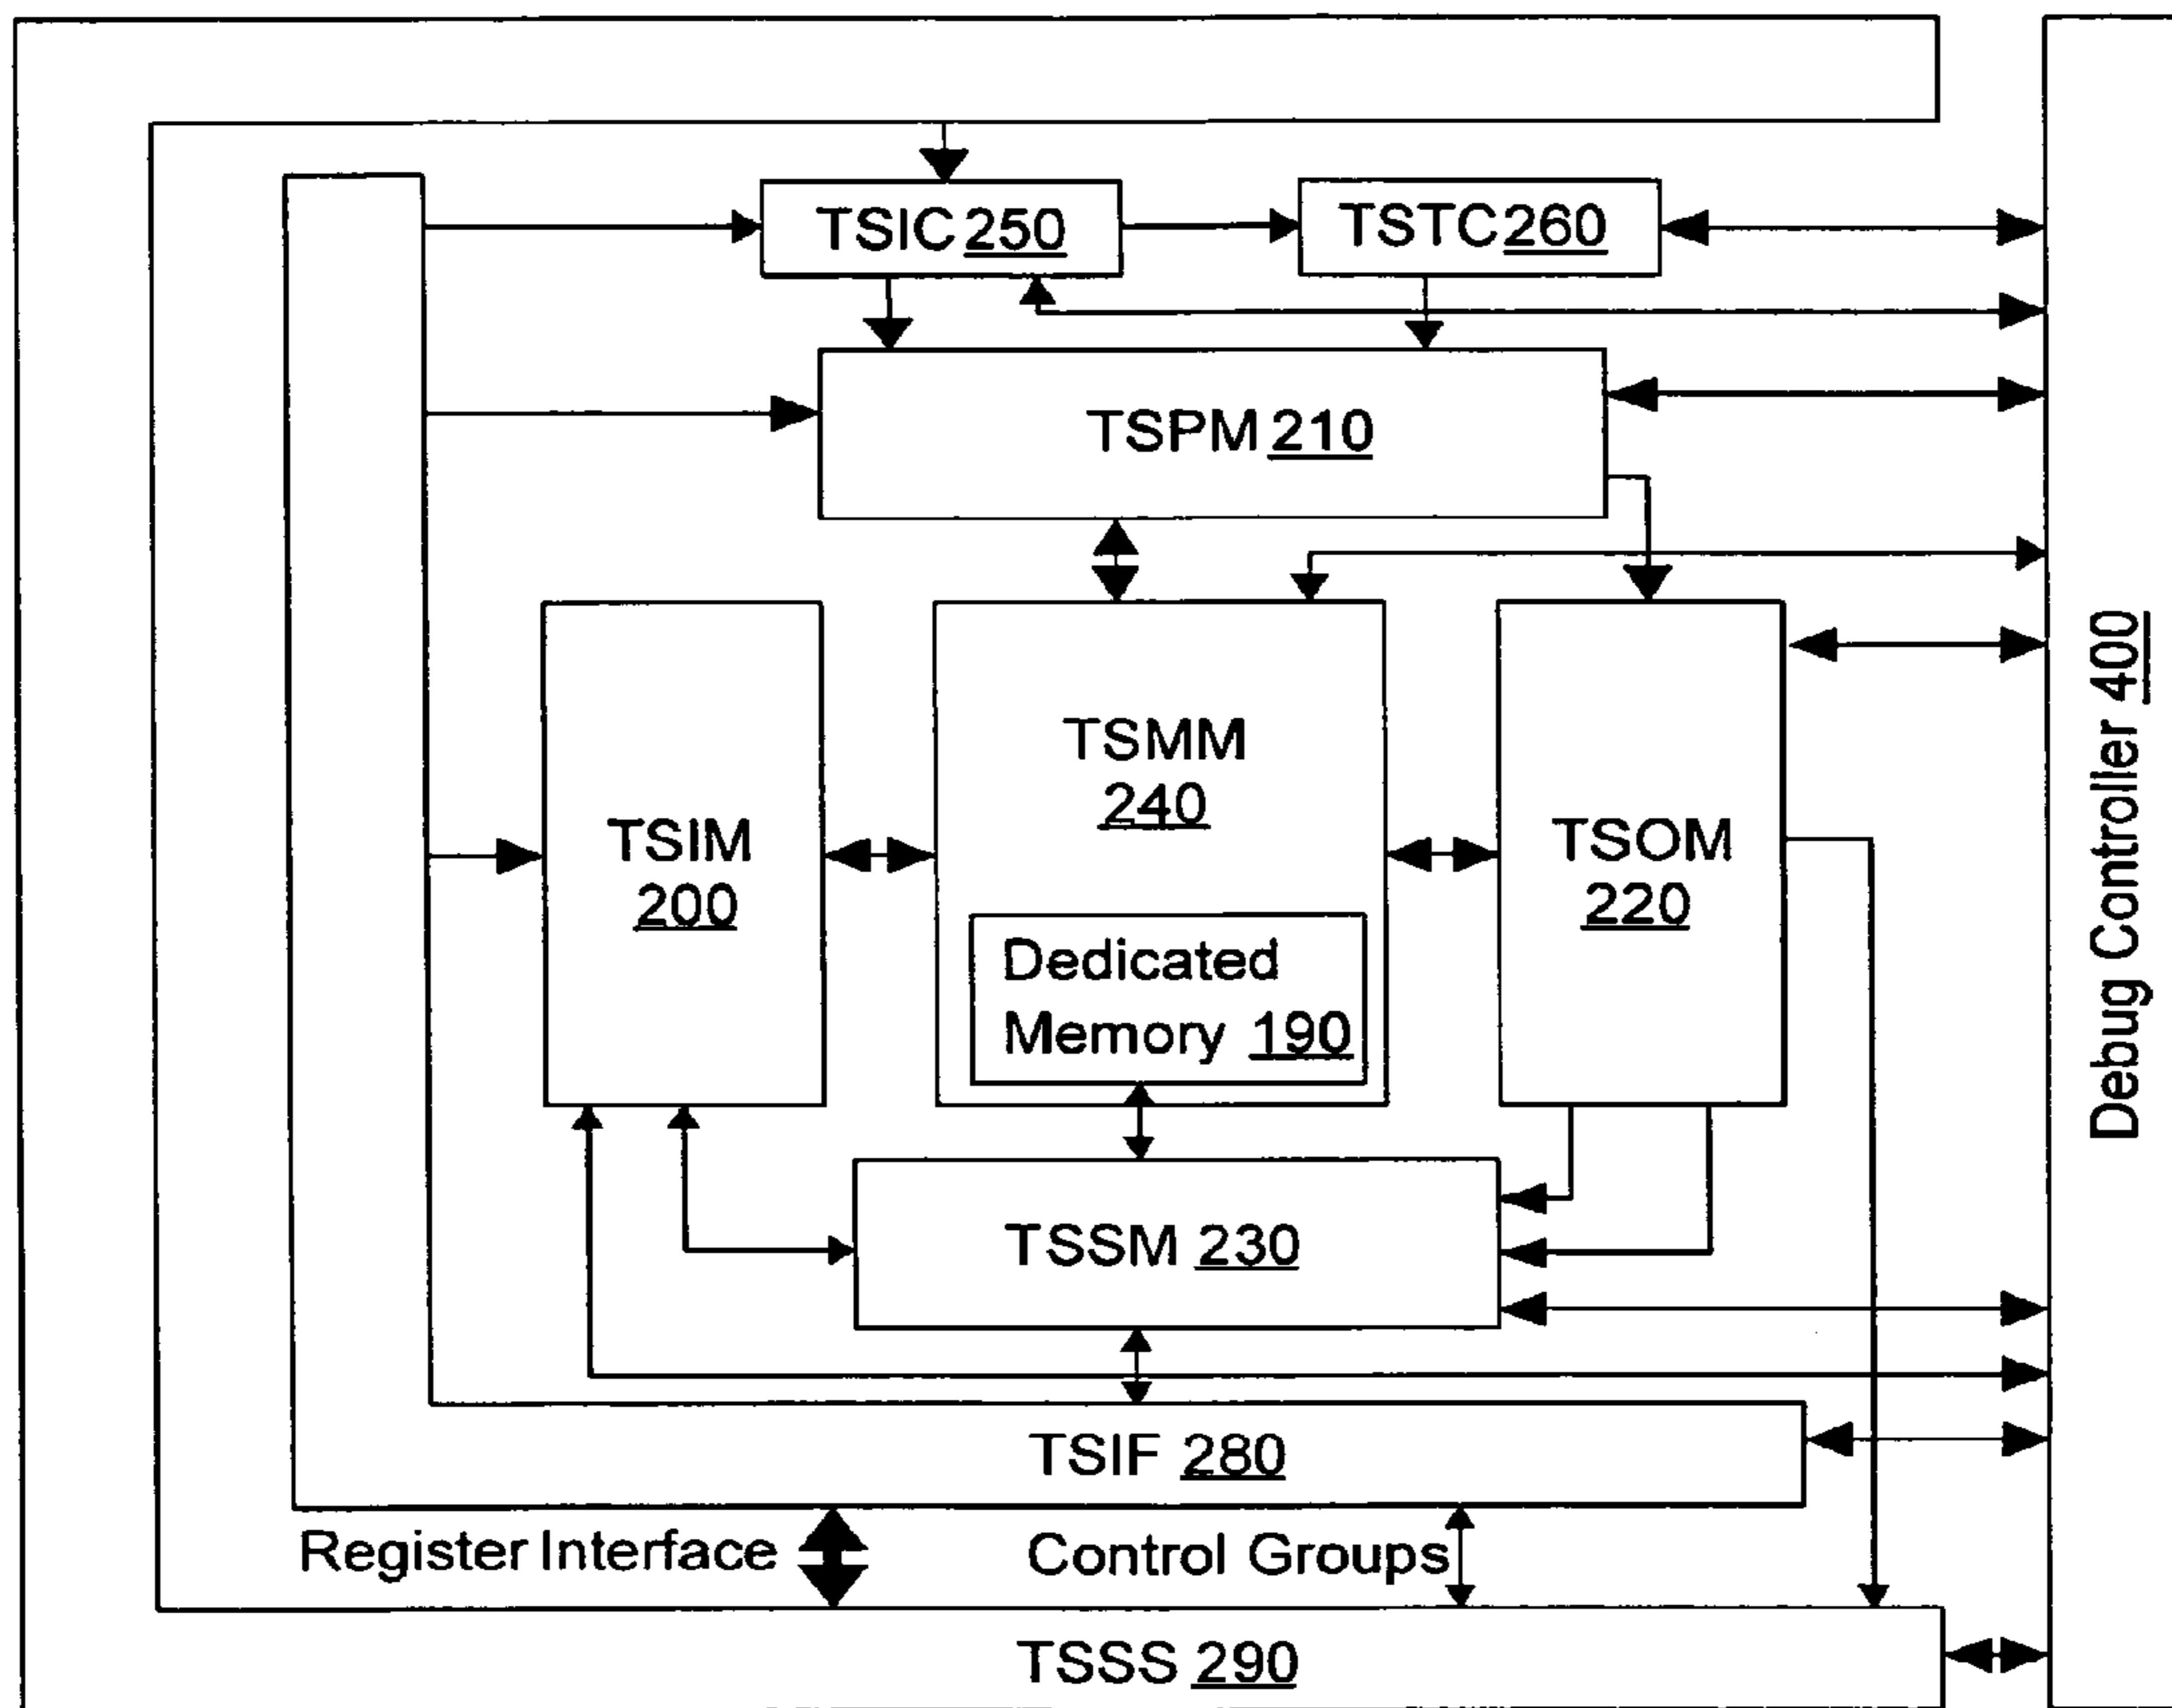 TSIC 250
TSTC 260
TSPM 210
TSMM
240
TSIM
200
TSOM
220
Dedicated
Memory 190
TSSM 230
TSIF 280
Register Interface
Control Groups
TSSS 290
Debug Controller 400